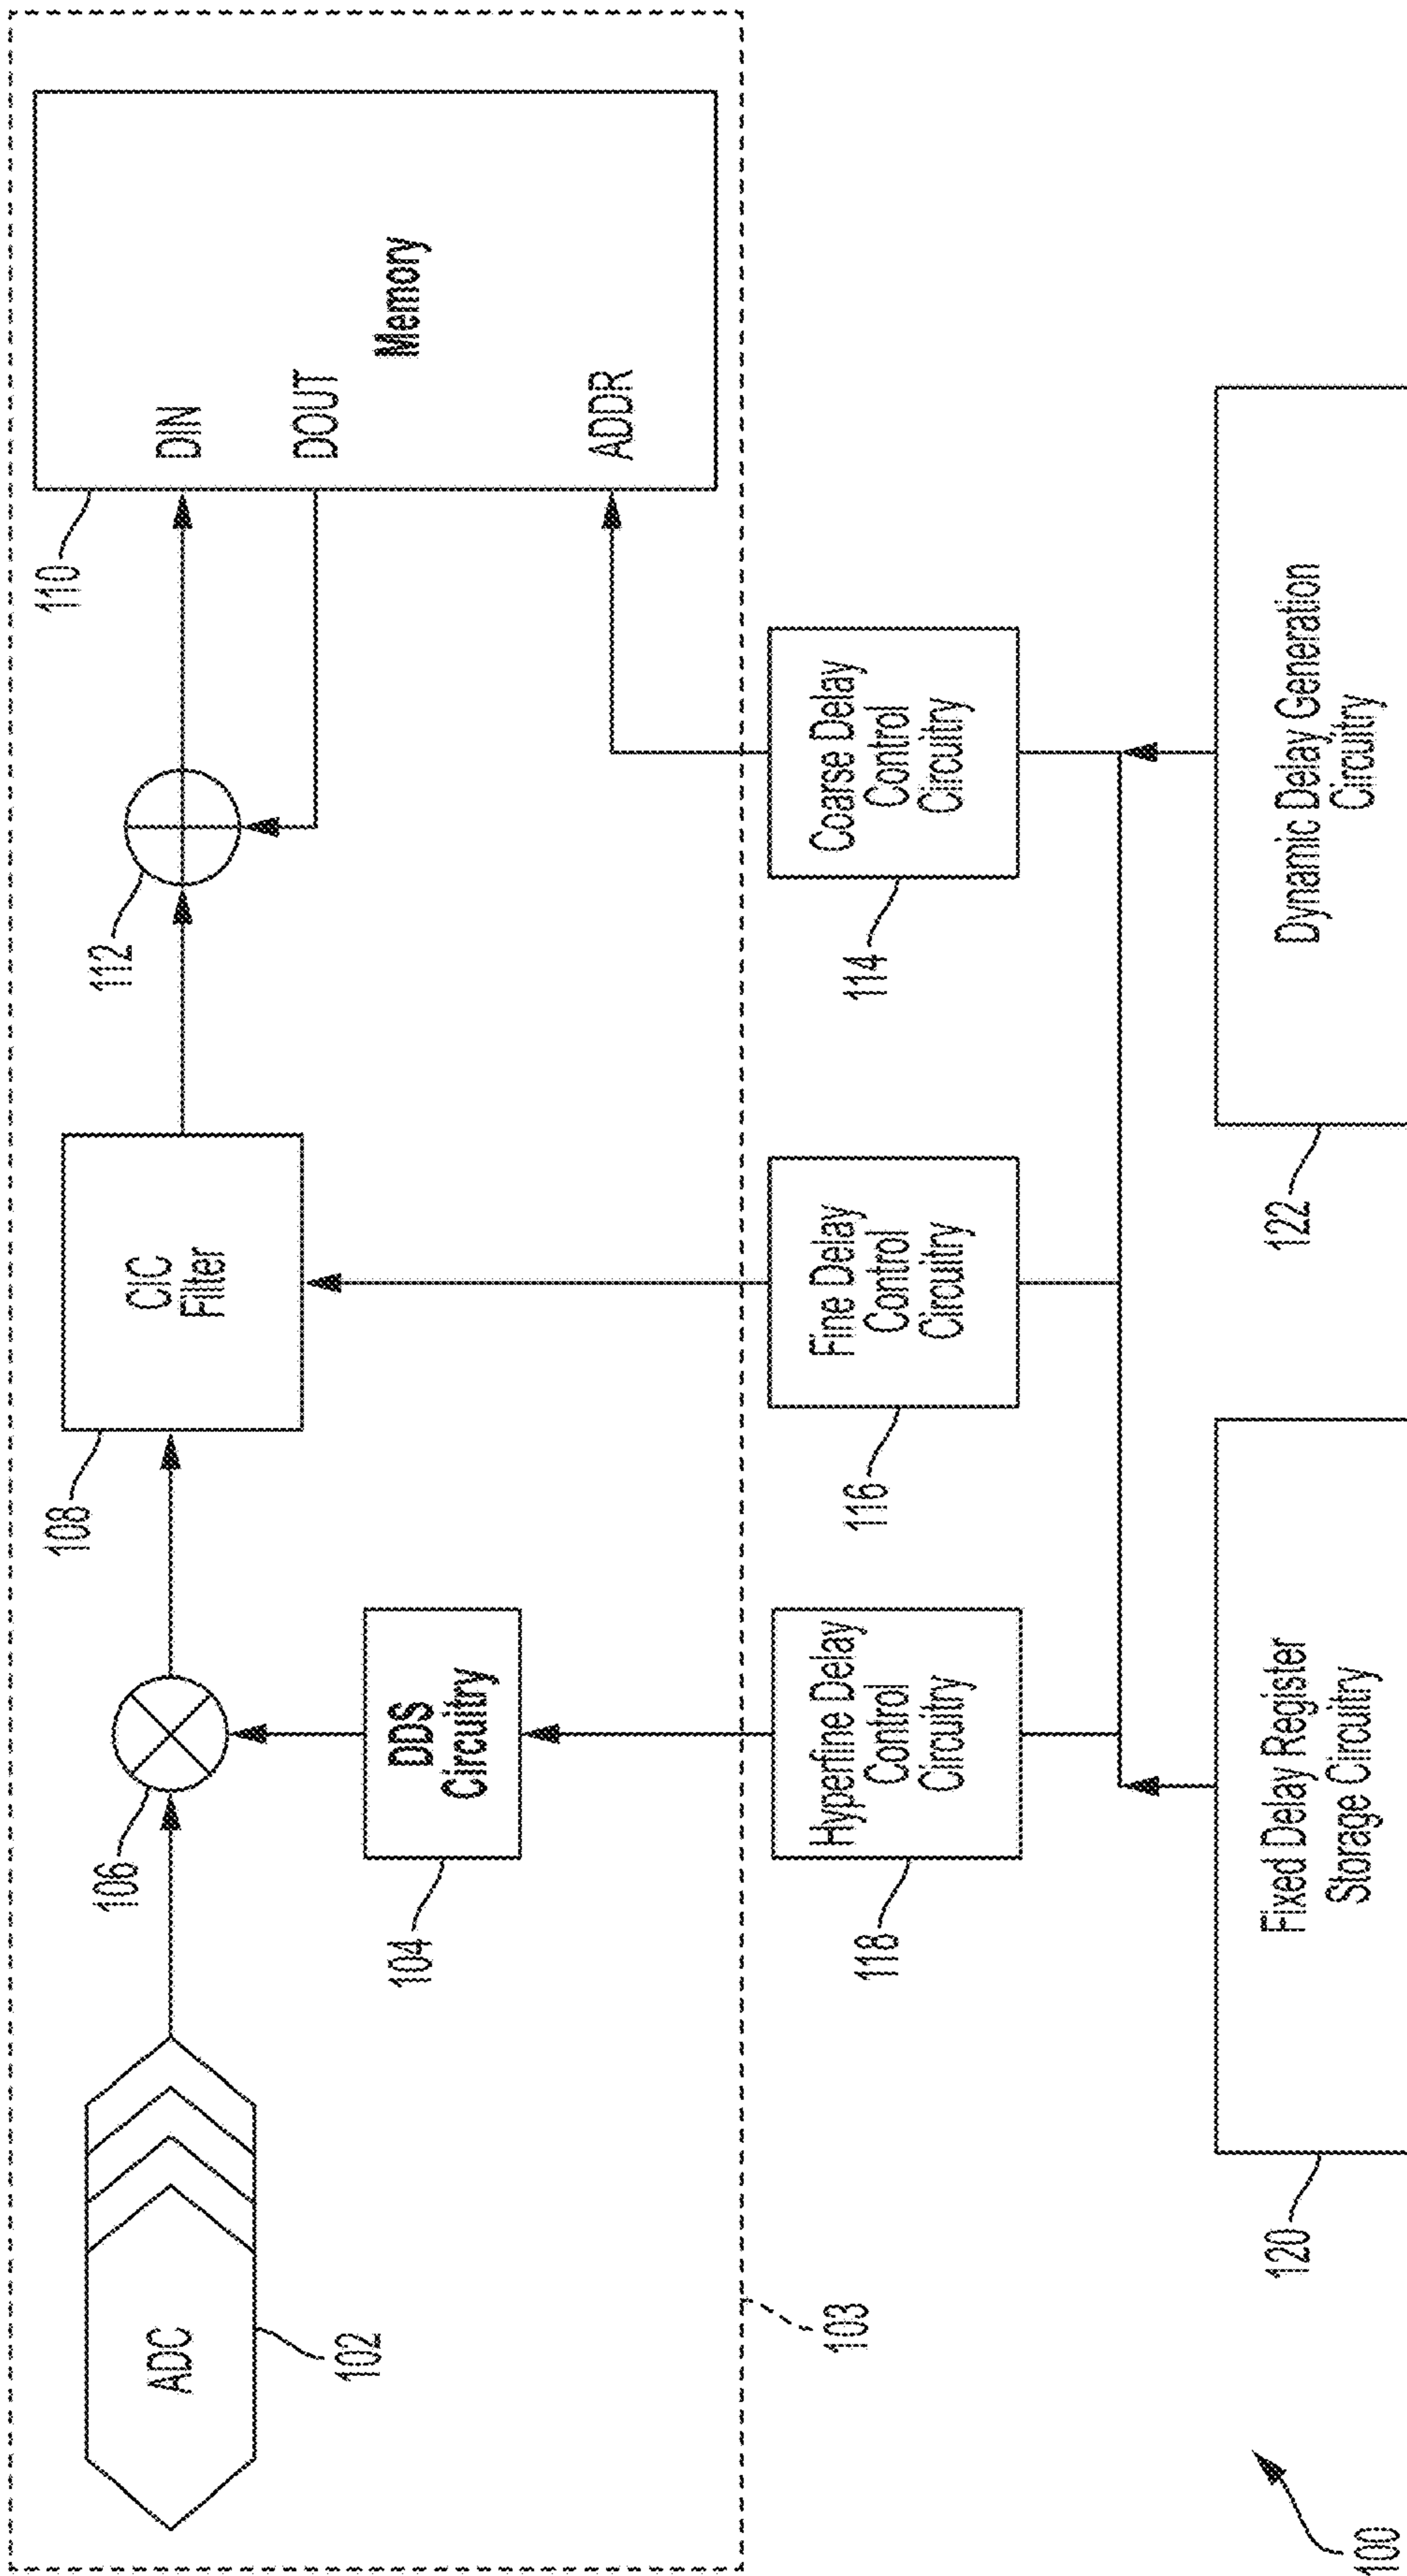 ADC
102
106
DDS
Circuitry
104
CIC
Filter
108
112
110
DIN
DOUT
Memory
ADDR
103
Hyperfine Delay
Control
Circuitry
118
Fine Delay
Control
Circuitry
116
Coarse Delay
Control
Circuitry
114
Fixed Delay Register
Storage Circuitry
120
Dynamic Delay Generation
Circuitry
122
100